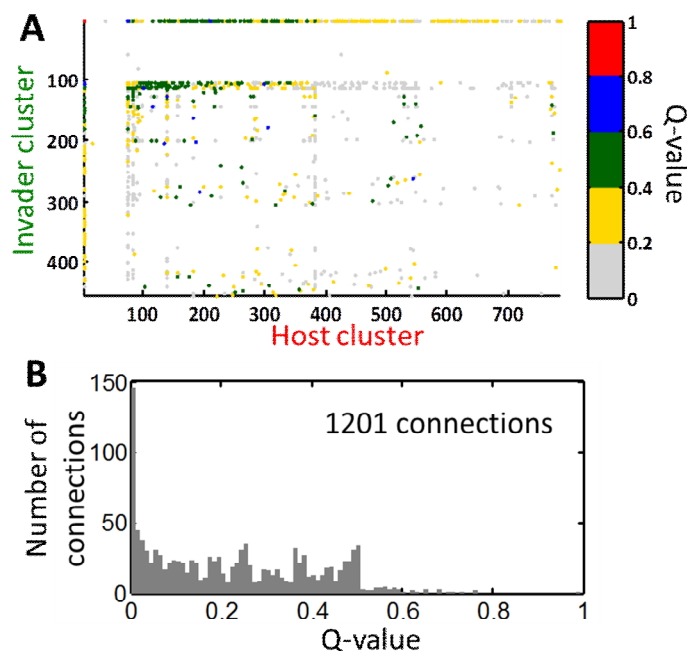 A
Invader cluster
100
200
300
400
100 200 300 400 500 600 700
Host cluster
1
0.8
0.6
0.4
0.2
0
Q-value
B
Number of
connections
150
100
50
0
1201 connections
0 0.2 0.4 0.6 0.8 1
Q-value